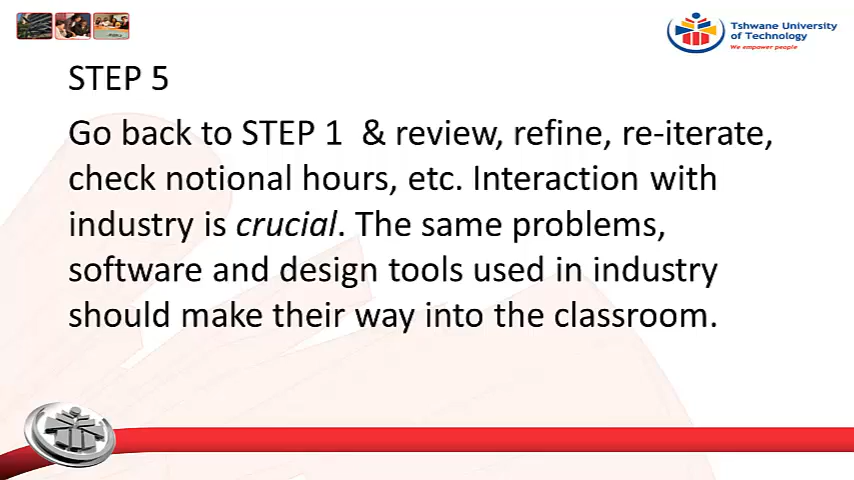 Tshwane University
of Technology
We empower people
STEP 5
Go back to STEP 1 & review, refine, re-iterate,
check notional hours, etc. Interaction with
industry is crucial. The same problems,
software and design tools used in industry
should make their way into the classroom.